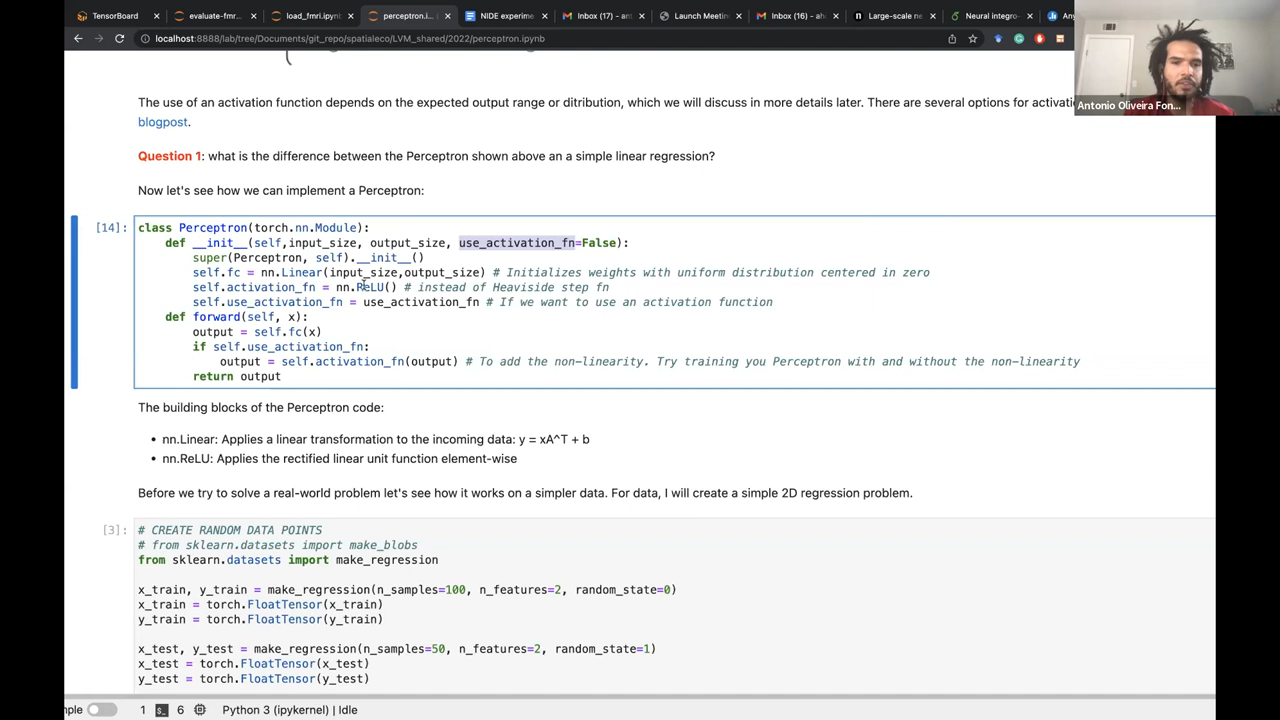 TensorBoard
evaluate-fmr...
load_fmri.ipynb
perceptron.i...
NIDE experime
Inbox (17) - an
Launch Meetin
Inbox (16) - a
Large-scale ne
Neural integro-
An
localhost:8888/lab/tree/Documents/git_repo/spatialeco/LVM_shared/2022/perceptron.ipynb
Antonio Oliveira Fon...
The use of an activation function depends on the expected output range or ditribution, which we will discuss in more details later. There are several options for activati
blogpost.
Question 1: what is the difference between the Perceptron shown above an a simple linear regression?
Now let's see how we can implement a Perceptron:
[14]:
class Perceptron(torch.nn.Module):
def __init__(self,input_size, output_size, use_activation_fn=False):
super(Perceptron, self).__init__()
self.fc = nn.Linear(input_size,output_size) # Initializes weights with uniform distribution centered in zero
self.activation_fn = nn.ReLU() # instead of Heaviside step fn
self.use_activation_fn = use_activation_fn # If we want to use an activation function
def forward(self, x):
output = self.fc(x)
if self.use_activation_fn:
output = self.activation_fn(output) # To add the non-linearity. Try training you Perceptron with and without the non-linearity
return output
The building blocks of the Perceptron code:
• nn.Linear: Applies a linear transformation to the incoming data: y = xA^T + b
• nn.ReLU: Applies the rectified linear unit function element-wise
Before we try to solve a real-world problem let's see how it works on a simpler data. For data, I will create a simple 2D regression problem.
[3]:
# CREATE RANDOM DATA POINTS
# from sklearn.datasets import make_blobs
from sklearn.datasets import make_regression
x_train, y_train = make_regression(n_samples=100, n_features=2, random_state=0)
x_train = torch.FloatTensor(x_train)
y_train = torch.FloatTensor(y_train)
x_test, y_test = make_regression(n_samples=50, n_features=2, random_state=1)
x_test = torch.FloatTensor(x_test)
y_test = torch.FloatTensor(y_test)
mple 1 6 Python 3 (ipykernel) | Idle